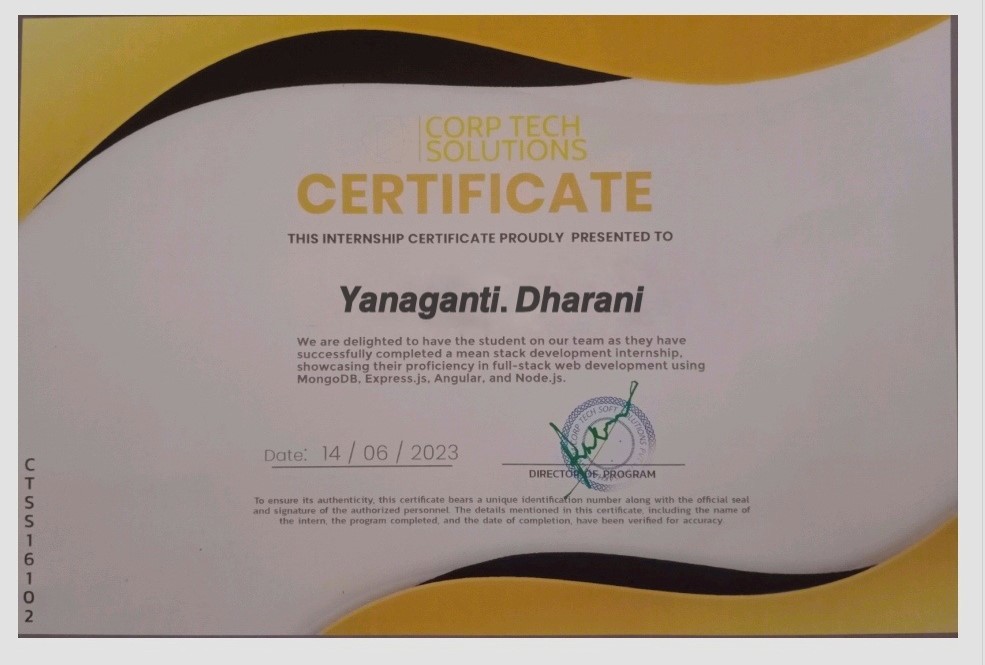 CORP TECH
SOLUTIONS
CERTIFICATE
THIS INTERNSHIP CERTIFICATE PROUDLY PRESENTED TO
Yanaganti. Dharani
We are delighted to have the student on our team as they have
successfully completed a mean stack development internship,
showcasing their proficiency in full-stack web development using
MongoDB, Express.js, Angular, and Node.js.
CORP TECH SOFT SOLUTIONS
Date: 14 / 06 / 2023
DIRECTOR OF PROGRAM
To ensure its authenticity, this certificate bears a unique identification number along with the official seal
and signature of the authorized personnel. The details mentioned in this certificate, including the name of
the intern, the program completed, and the date of completion, have been verified for accuracy.
CTSS16102